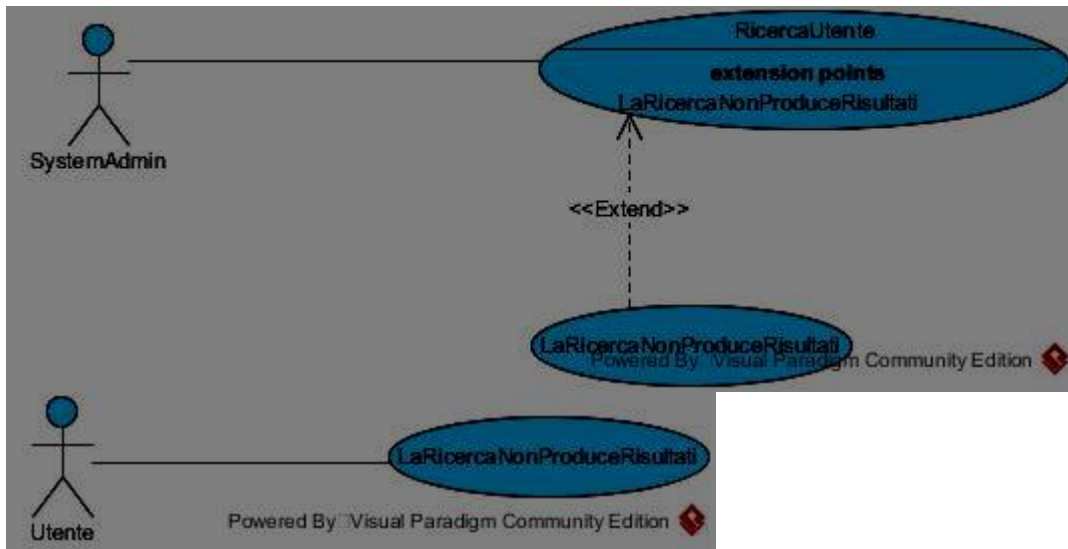 RicercaUtente
extension points
LaRicercaNonProduceRisultati
SystemAdmin
<<Extend>>
LaRicercaNonProduceRisultati
Powered By Visual Paradigm Community Edition
LaRicercaNonProduceRisultati
Powered By Visual Paradigm Community Edition
Utente